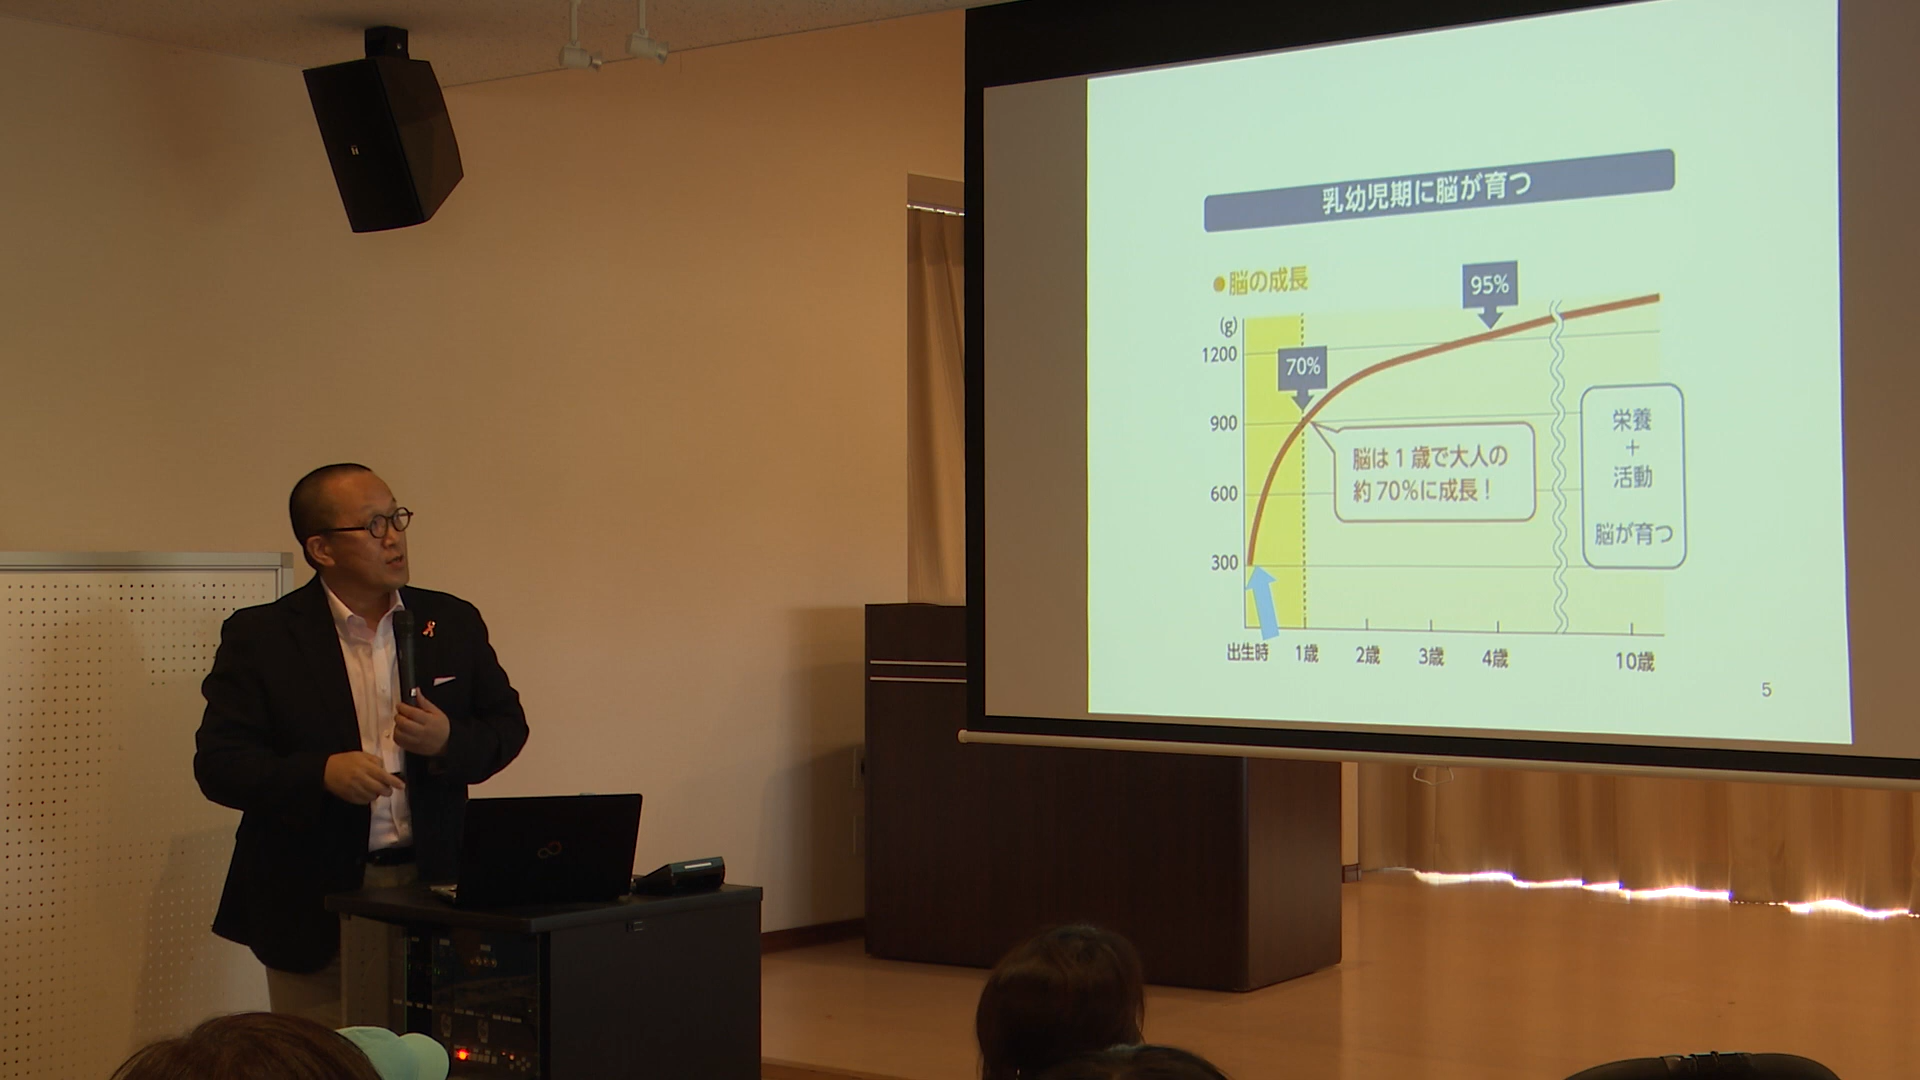 乳幼児期に脳が育つ
●脳の成長
(g)
1200
900
600
300
70%
95%
脳は1歳で大人の
約70%に成長!
栄養
+
活動
脳が育つ
出生時 1歳 2歳 3歳 4歳 10歳
5